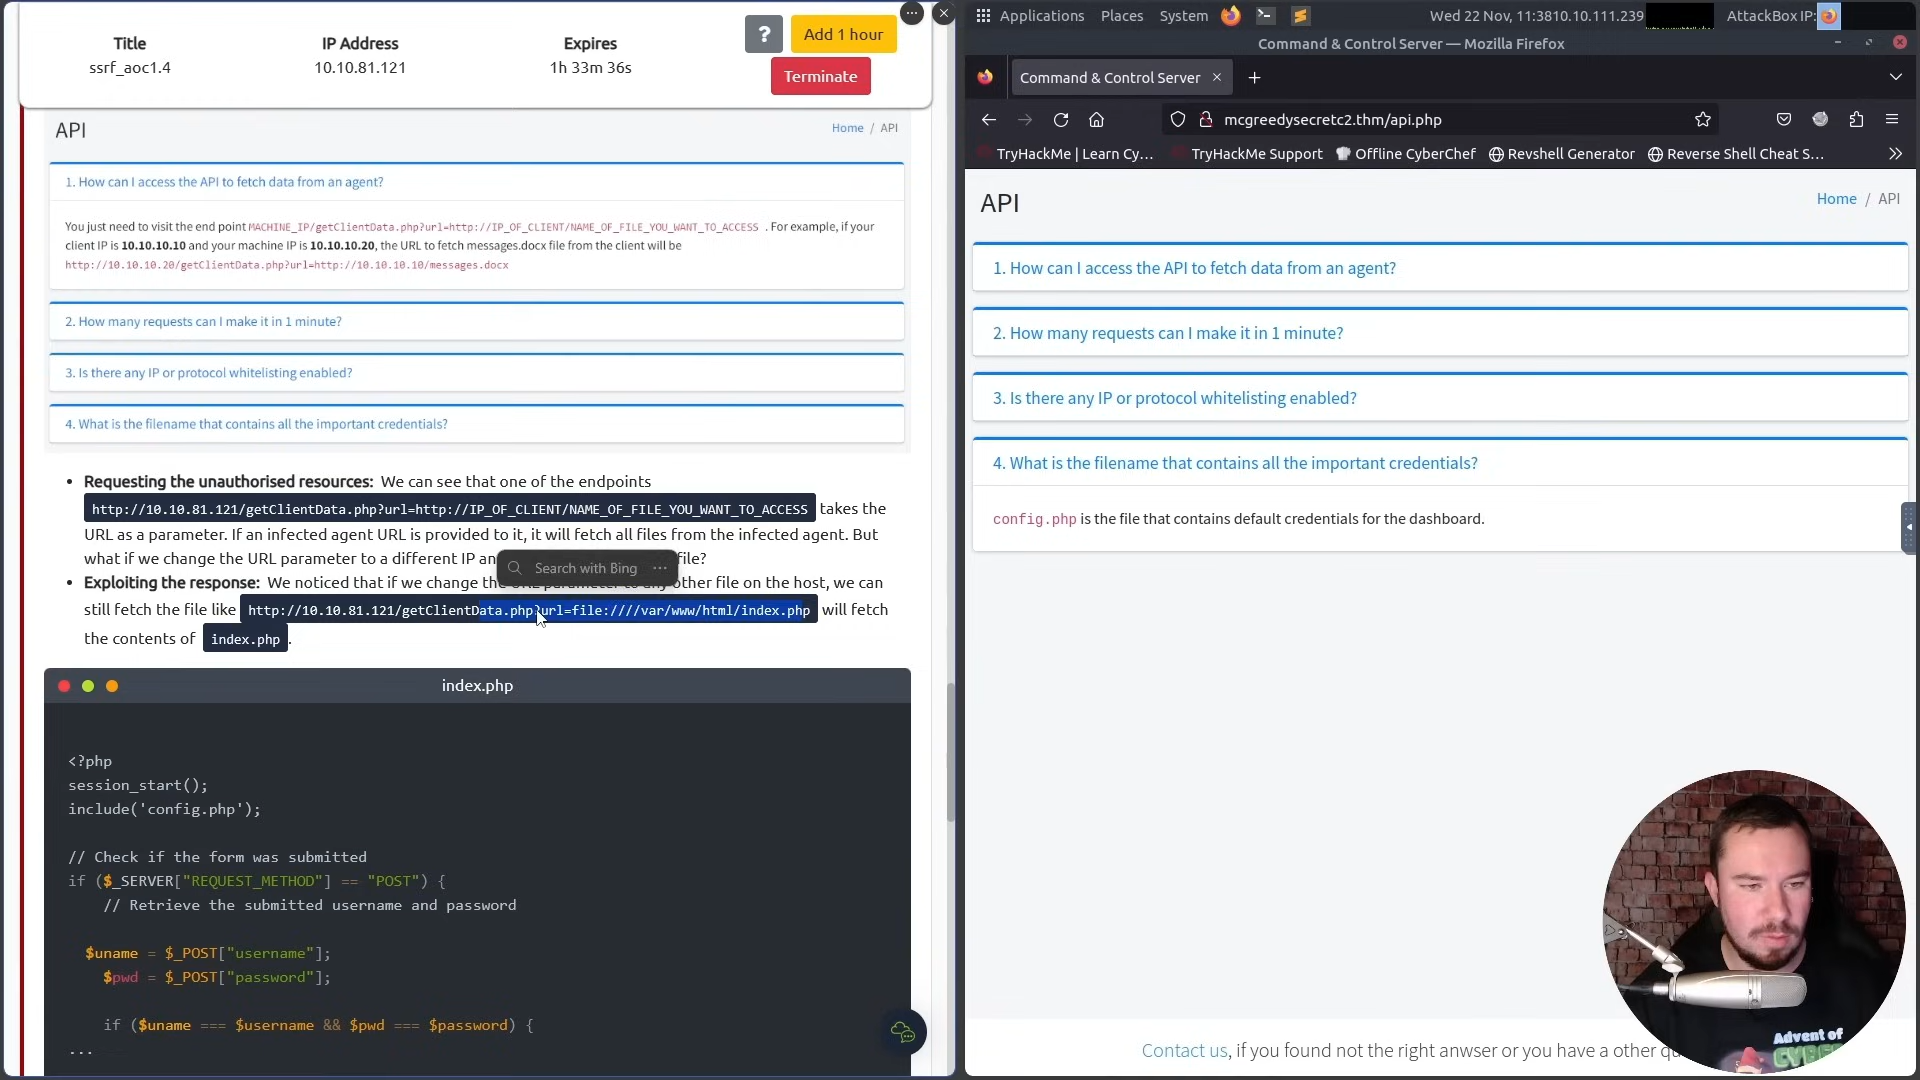 Title
ssrf_aoc1.4
IP Address
10.10.81.121
Expires
1h 33m 36s
?
Add 1 hour
Terminate
API
Home / API
1. How can I access the API to fetch data from an agent?
You just need to visit the end point MACHINE_IP/getClientData.php?url=http://IP_OF_CLIENT/NAME_OF_FILE_YOU_WANT_TO_ACCESS . For example, if your
client IP is 10.10.10.10 and your machine IP is 10.10.10.20, the URL to fetch messages.docx file from the client will be
http://10.10.10.20/getClientData.php?url=http://10.10.10.10/messages.docx
2. How many requests can I make it in 1 minute?
3. Is there any IP or protocol whitelisting enabled?
4. What is the filename that contains all the important credentials?
• Requesting the unauthorised resources: We can see that one of the endpoints
http://10.10.81.121/getClientData.php?url=http://IP_OF_CLIENT/NAME_OF_FILE_YOU_WANT_TO_ACCESS takes the
URL as a parameter. If an infected agent URL is provided to it, it will fetch all files from the infected agent. But
what if we change the URL parameter to a different IP an file?
Search with Bing
• Exploiting the response: We noticed that if we change the other file on the host, we can
still fetch the file like http://10.10.81.121/getClientData.php?url=file:////var/www/html/index.php will fetch
the contents of index.php.
index.php
<?php
session_start();
include('config.php');
// Check if the form was submitted
if ($_SERVER["REQUEST_METHOD"] == "POST") {
// Retrieve the submitted username and password
$uname = $_POST["username"];
$pwd = $_POST["password"];
if ($uname === $username && $pwd === $password) {
...
Applications Places System
Wed 22 Nov, 11:38
10.10.111.239
AttackBox IP:
Command & Control Server — Mozilla Firefox
Command & Control Server
mcgreedysecretc2.thm/api.php
TryHackMe | Learn Cy…
TryHackMe Support
Offline CyberChef
Revshell Generator
Reverse Shell Cheat S…
API
Home / API
1. How can I access the API to fetch data from an agent?
2. How many requests can I make it in 1 minute?
3. Is there any IP or protocol whitelisting enabled?
4. What is the filename that contains all the important credentials?
config.php is the file that contains default credentials for the dashboard.
Contact us, if you found not the right anwser or you have a other
Advent of